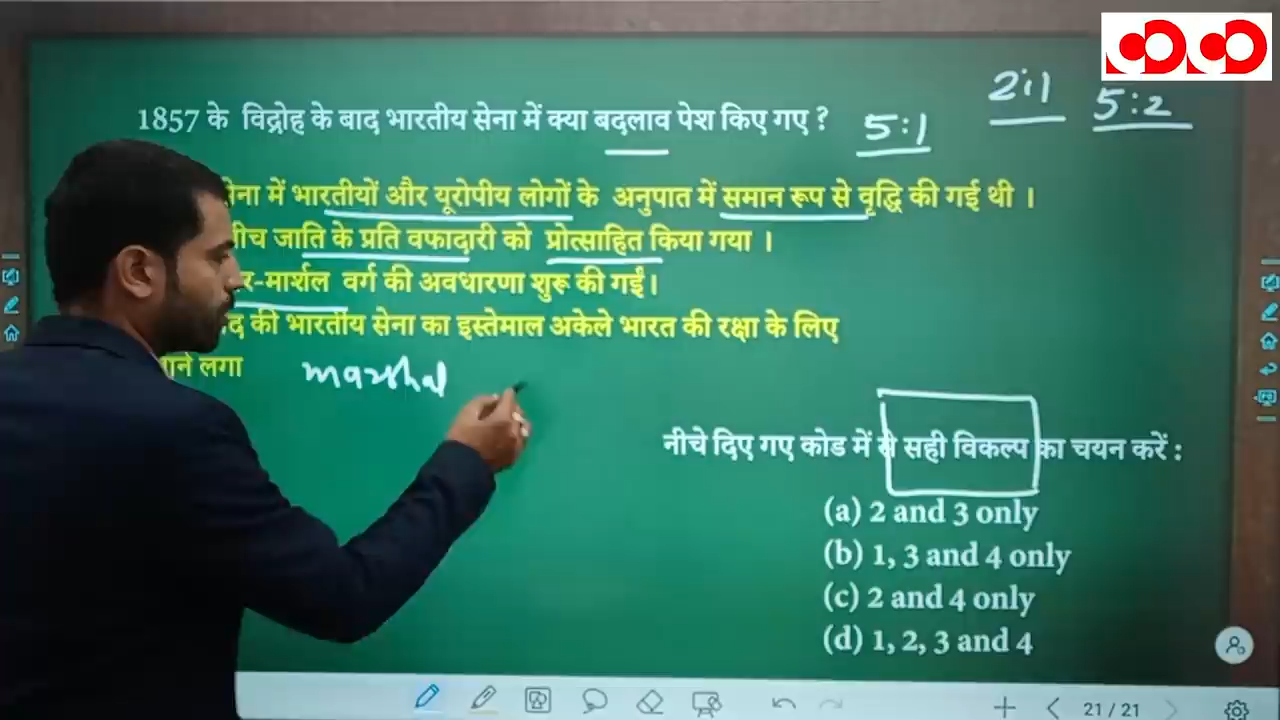 2:1
5:2
1857 के विद्रोह के बाद भारतीय सेना में क्या बदलाव पेश किए गए ? 5:1
में भारतीयों और यूरोपीय लोगों के अनुपात में समान रूप से वृद्धि की गई थी ।
जाति के प्रति वफादारी को प्रोत्साहित किया गया ।
र-मार्शल वर्ग की अवधारणा शुरू की गईं।
की भारतीय सेना का इस्तेमाल अकेले भारत की रक्षा के लिए
लगा
marshal
नीचे दिए गए कोड में से सही विकल्प का चयन करें :
(a) 2 and 3 only
(b) 1, 3 and 4 only
(c) 2 and 4 only
(d) 1, 2, 3 and 4
21 / 21